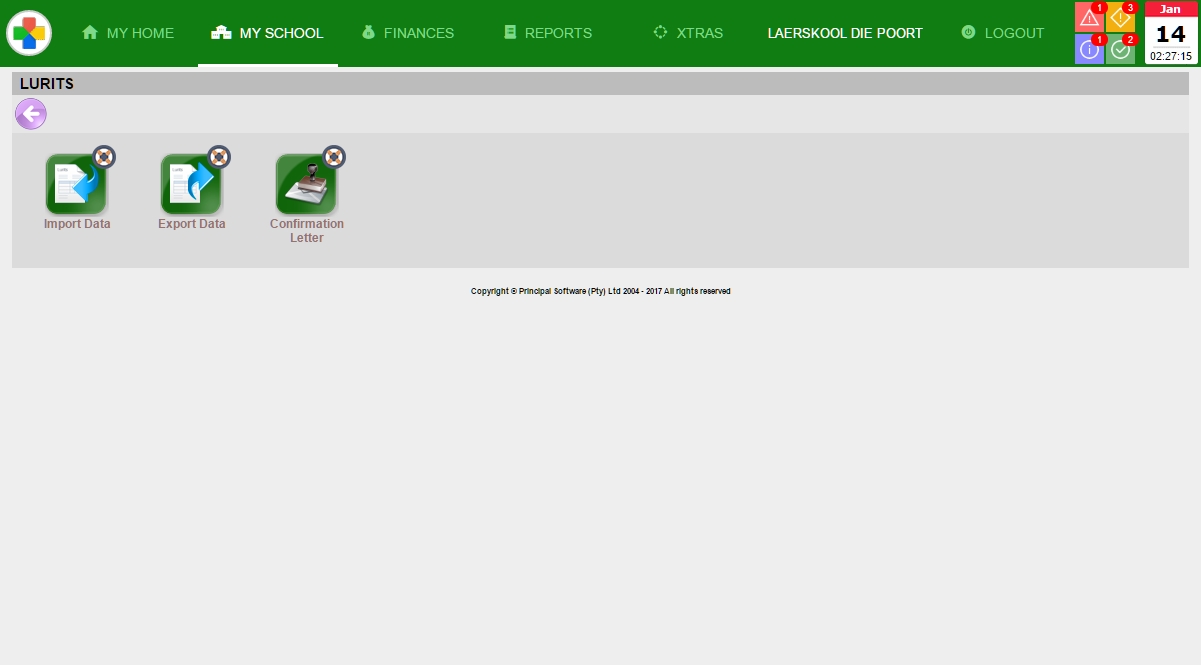 MY HOME
MY SCHOOL
FINANCES
REPORTS
XTRAS
LAERSKOOL DIE POORT
LOGOUT
1
3
1
2
Jan
14
02:27:15
LURITS
Import Data
Export Data
Confirmation
Letter
Copyright © Principal Software (Pty) Ltd 2004 - 2017 All rights reserved